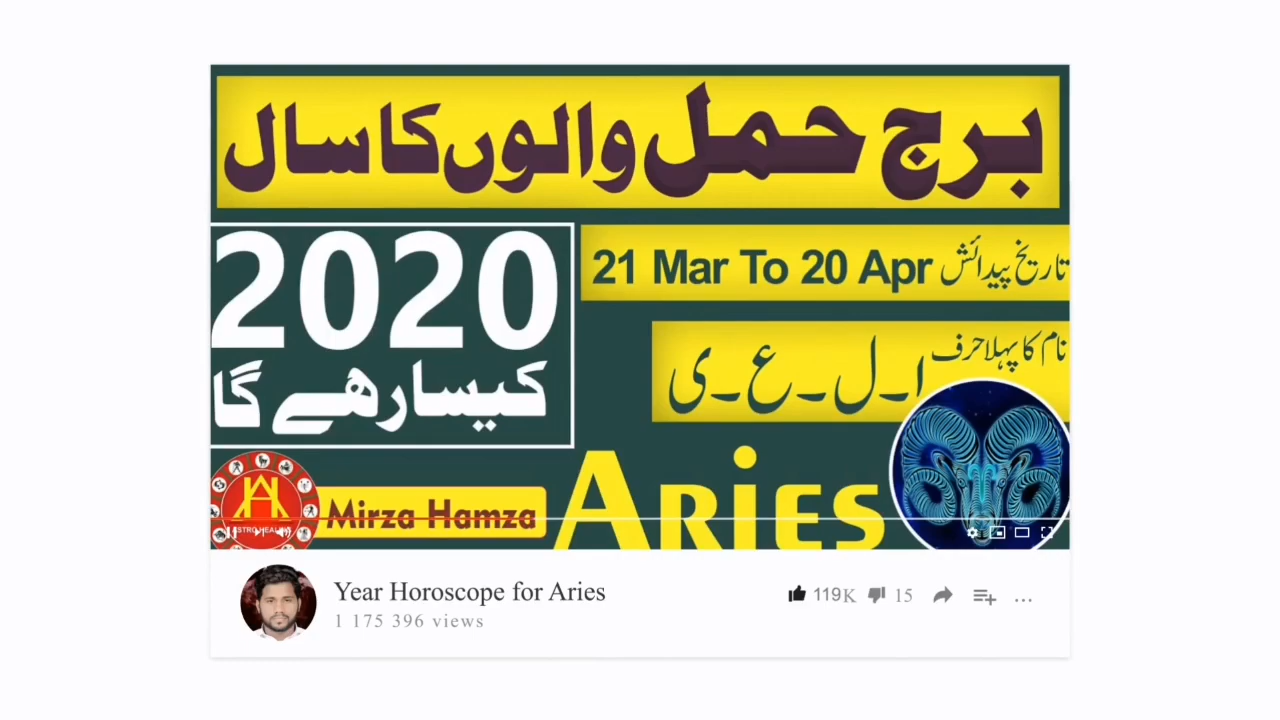 برج حمل والوں کا سال
2020
کیسا رہے گا
تاریخ پیدائش 21 Mar To 20 Apr
نام کا پہلا حرف ا ۔ ل ۔ ع ۔ ی
Mirza Hamza
ARiES
Year Horoscope for Aries
1 175 396 views
119K
15